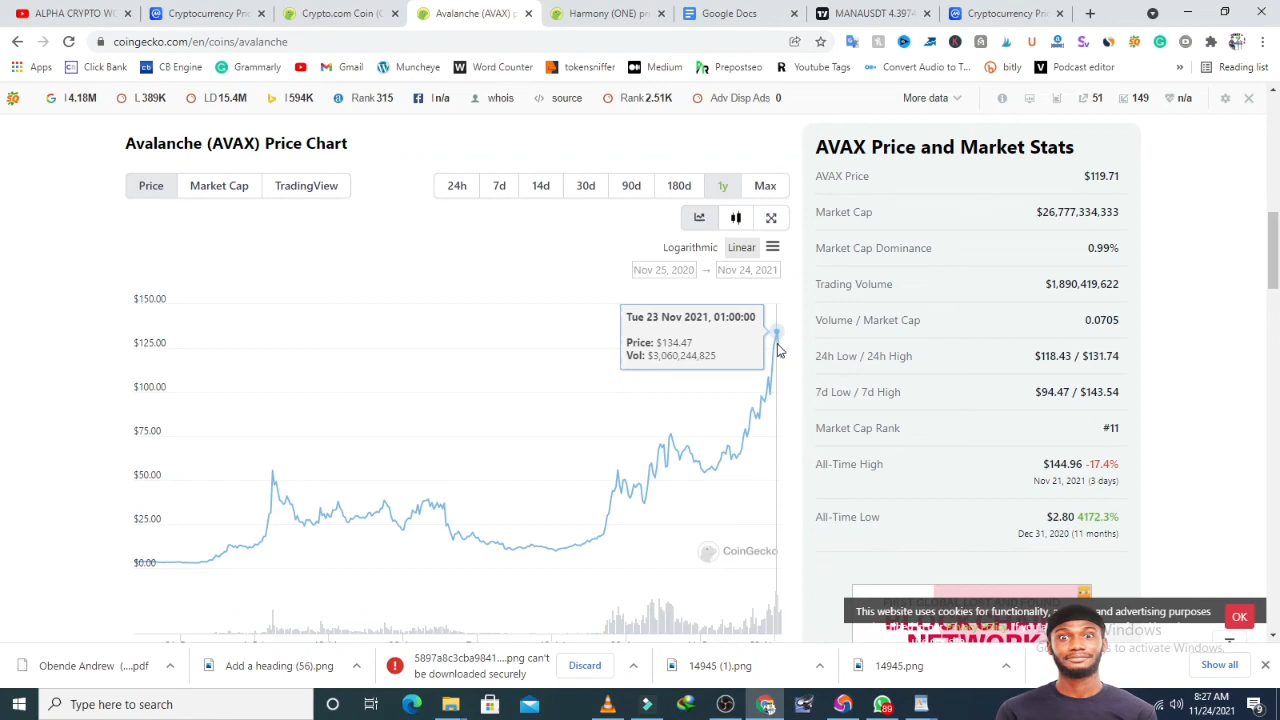 ALPHA CRYPTO W
Cryptocurrency Pri
Crypto.com Coin (C
Avalanche (AVAX) p
Harmony (ONE) pr
Google Docs
MANAUSDT 4.3974
Cryptocurrency Pri
coingecko.com/en/coins/avalanche
Apps Click Bank CB Engine Grammarly Gmail Muncheye Word Counter tokensniffer Medium Prepostseo Youtube Tags Convert Audio to T... bitly Podcast editor » Reading list
I 4.18M L 389K LD 15.4M I 594K Rank 315 I n/a whois source Rank 2.51K Adv Disp Ads 0 More data 51 149 n/a
Avalanche (AVAX) Price Chart
Price Market Cap TradingView
24h 7d 14d 30d 90d 180d 1y Max
Logarithmic Linear
Nov 25, 2020 → Nov 24, 2021
$150.00
$125.00
$100.00
$75.00
$50.00
$25.00
$0.00
Tue 23 Nov 2021, 01:00:00
Price: $134.47
Vol: $3,060,244,825
CoinGecko
AVAX Price and Market Stats
AVAX Price $119.71
Market Cap $26,777,334,333
Market Cap Dominance 0.99%
Trading Volume $1,890,419,622
Volume / Market Cap 0.0705
24h Low / 24h High $118.43 / $131.74
7d Low / 7d High $94.47 / $143.54
Market Cap Rank #11
All-Time High $144.96 -17.4%
Nov 21, 2021 (3 days)
All-Time Low $2.80 4172.3%
Dec 31, 2020 (11 months)
This website uses cookies for functionality, and advertising purposes OK
NETWORK
to activate Windows.
Obende Andrew (....pdf
Add a heading (56).png
5897a8c3cba9841....png can't
be downloaded securely
Discard
14945 (1).png
14945.png
Show all
Type here to search
89
8:27 AM
11/24/2021